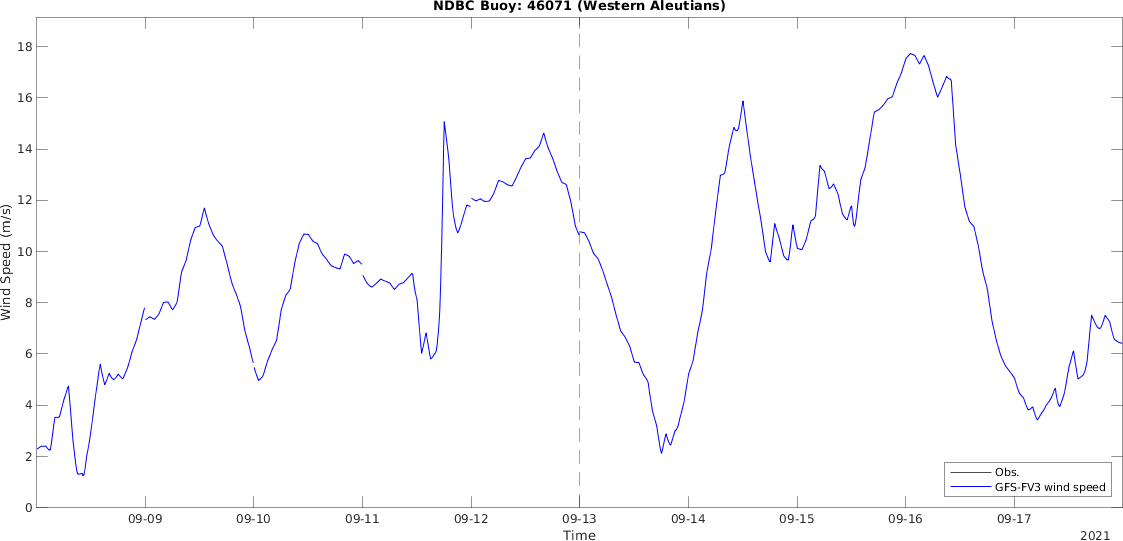 NDBC Buoy: 46071 (Western Aleutians)
18
16
14
12
10
8
6
4
2
0
Wind Speed (m/s)
09-09 09-10 09-11 09-12 09-13 09-14 09-15 09-16 09-17
Time
2021
Obs.
GFS-FV3 wind speed